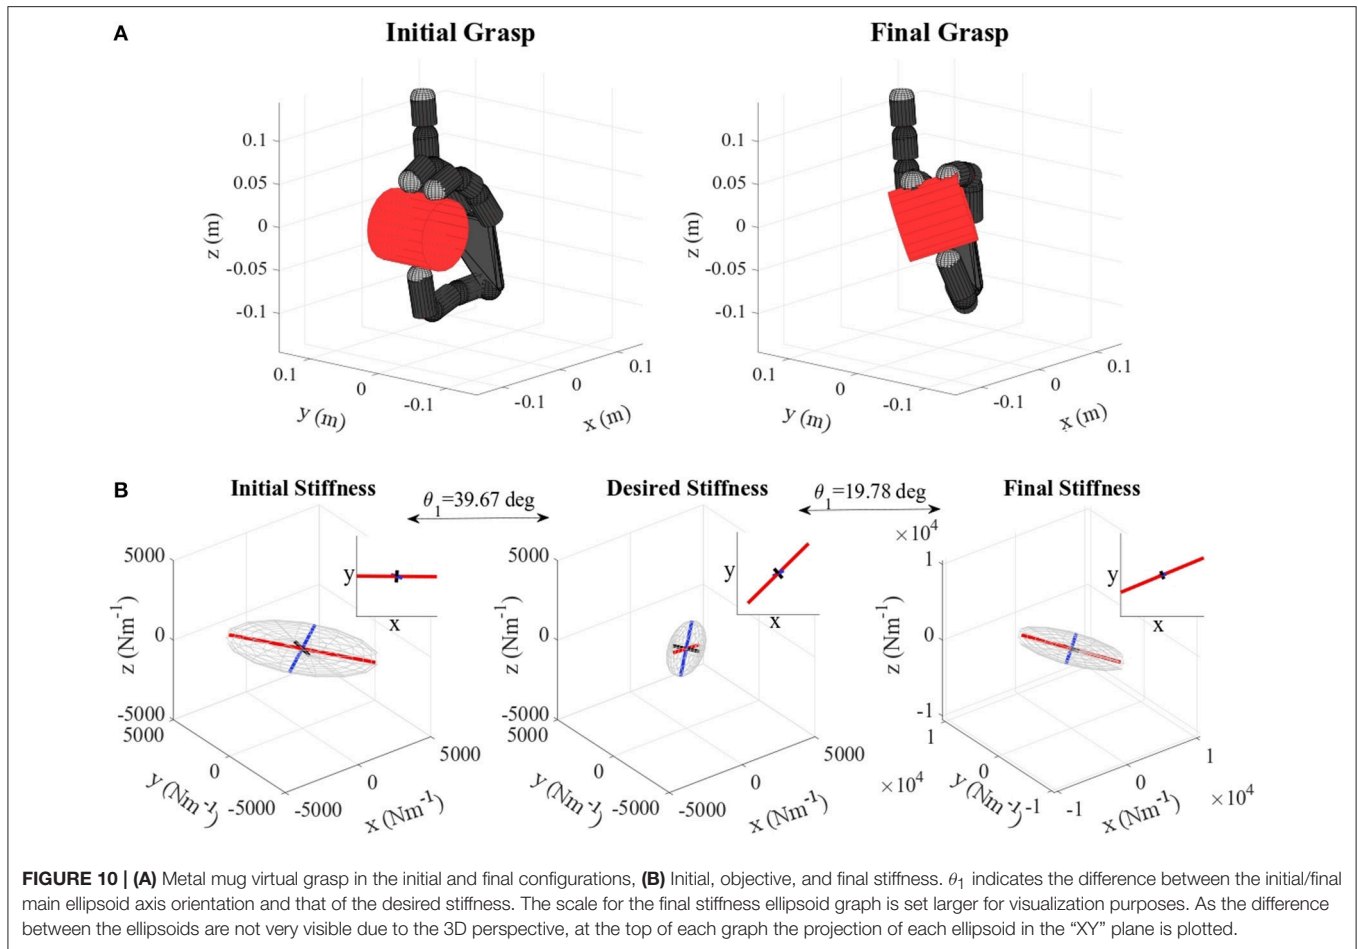 A
Initial Grasp
Final Grasp
0.1
0.05
0
-0.05
-0.1
z (m)
0.1
0
-0.1
y (m)
-0.1
0
0.1
x (m)
0.1
0.05
0
-0.05
-0.1
z (m)
0.1
0
-0.1
y (m)
-0.1
0
0.1
x (m)
B
Initial Stiffness
θ₁=39.67 deg
Desired Stiffness
θ₁=19.78 deg
Final Stiffness
5000
0
-5000
z (Nm⁻¹)
5000
0
-5000
y (Nm⁻¹)
-5000
0
5000
x (Nm⁻¹)
y
x
5000
0
-5000
z (Nm⁻¹)
5000
0
-5000
y (Nm⁻¹)
-5000
0
5000
x (Nm⁻¹)
y
x
×10⁴
1
0
-1
z (Nm⁻¹)
×10⁴
1
0
-1
y (Nm⁻¹)
-1
0
1
×10⁴
x (Nm⁻¹)
y
x
FIGURE 10 | (A) Metal mug virtual grasp in the initial and final configurations, (B) Initial, objective, and final stiffness. θ₁ indicates the difference between the initial/final
main ellipsoid axis orientation and that of the desired stiffness. The scale for the final stiffness ellipsoid graph is set larger for visualization purposes. As the difference
between the ellipsoids are not very visible due to the 3D perspective, at the top of each graph the projection of each ellipsoid in the “XY” plane is plotted.